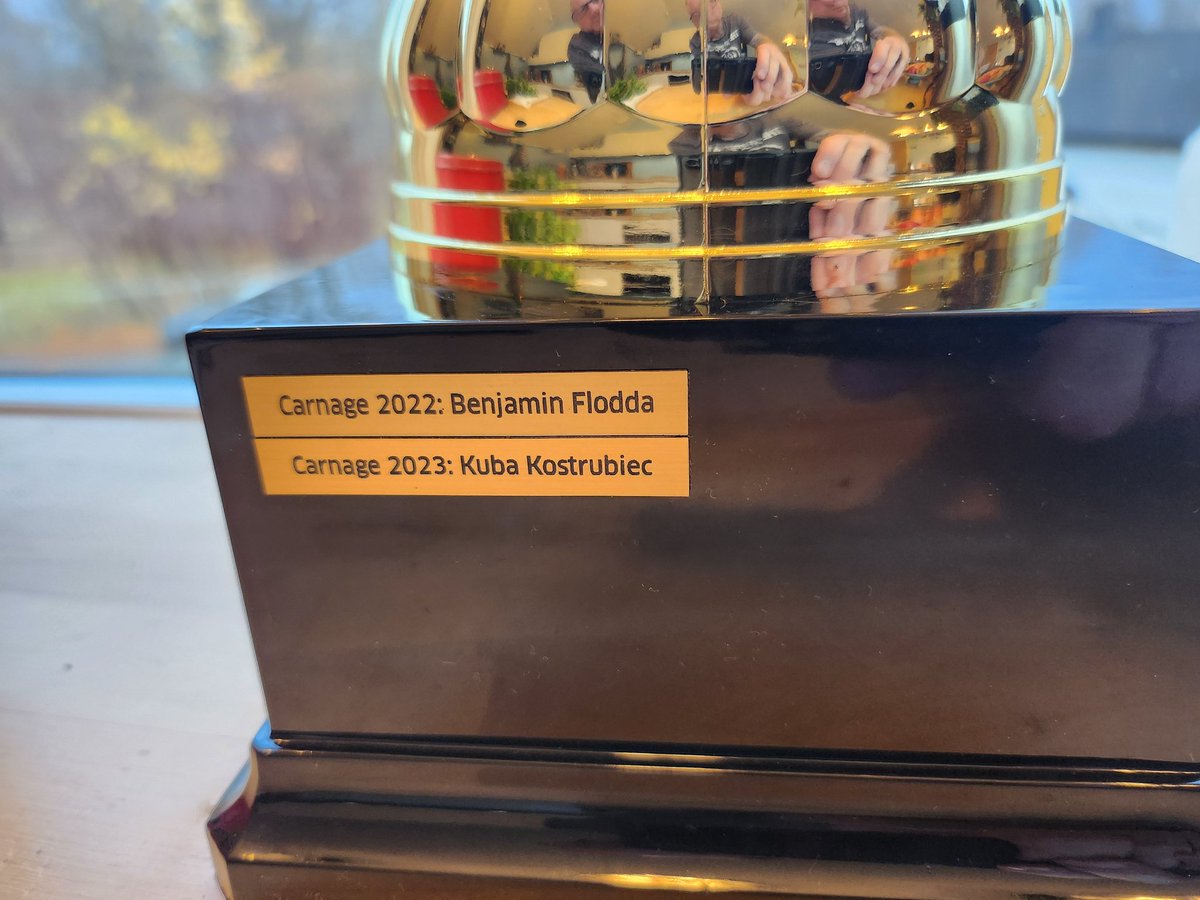 Carnage 2022: Benjamin Flodda
Carnage 2023: Kuba Kostrubiec